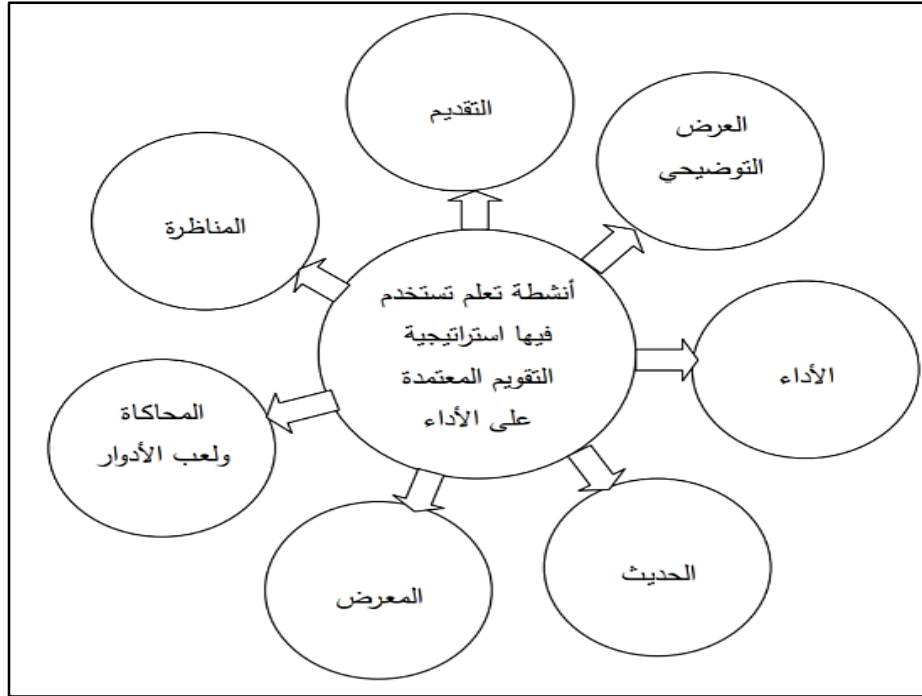 التقديم
العرض
التوضيحي
المناظرة
أنشطة تعلم تستخدم
فيها استراتيجية
التقويم المعتمدة
على الأداء
الأداء
المحاكاة
ولعب الأدوار
الحديث
المعرض